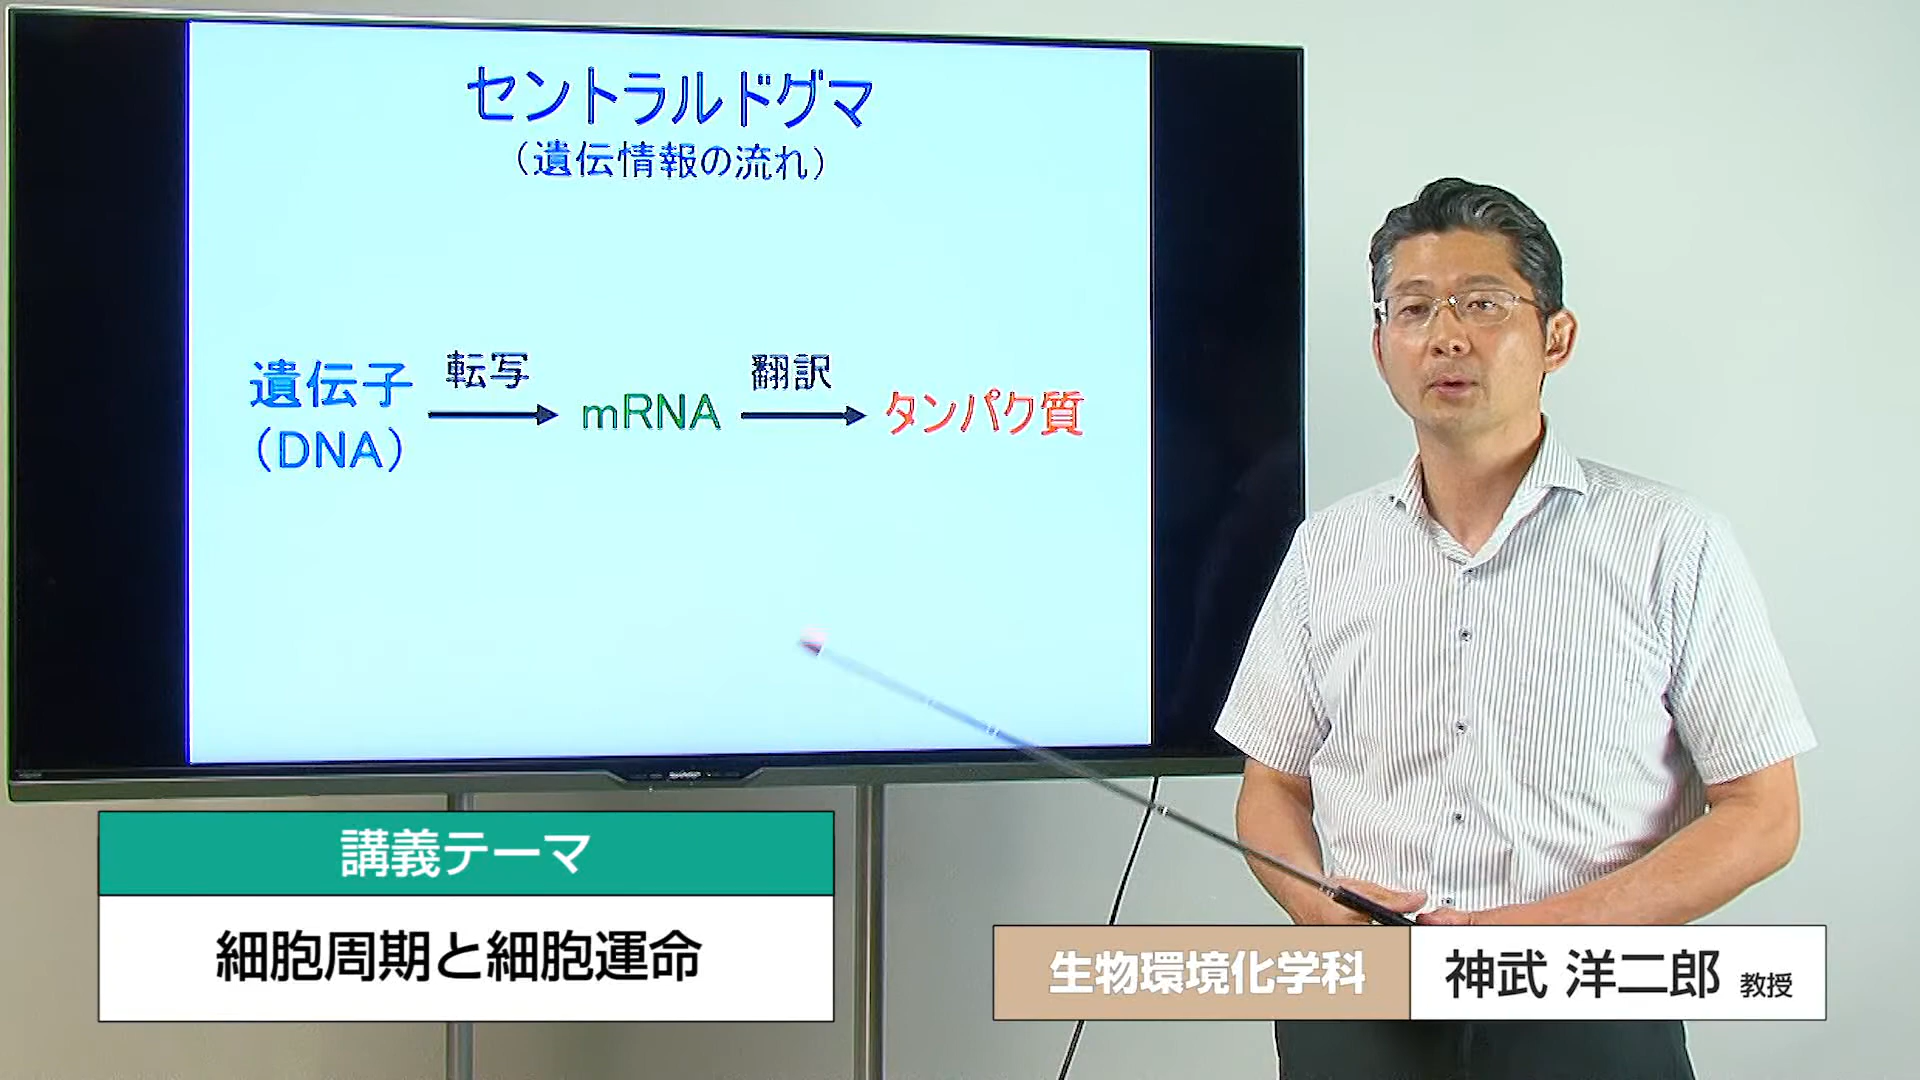 セントラルドグマ
(遺伝情報の流れ)
遺伝子
(DNA)
転写
mRNA
翻訳
タンパク質
講義テーマ
細胞周期と細胞運命
生物環境化学科
神武 洋二郎 教授